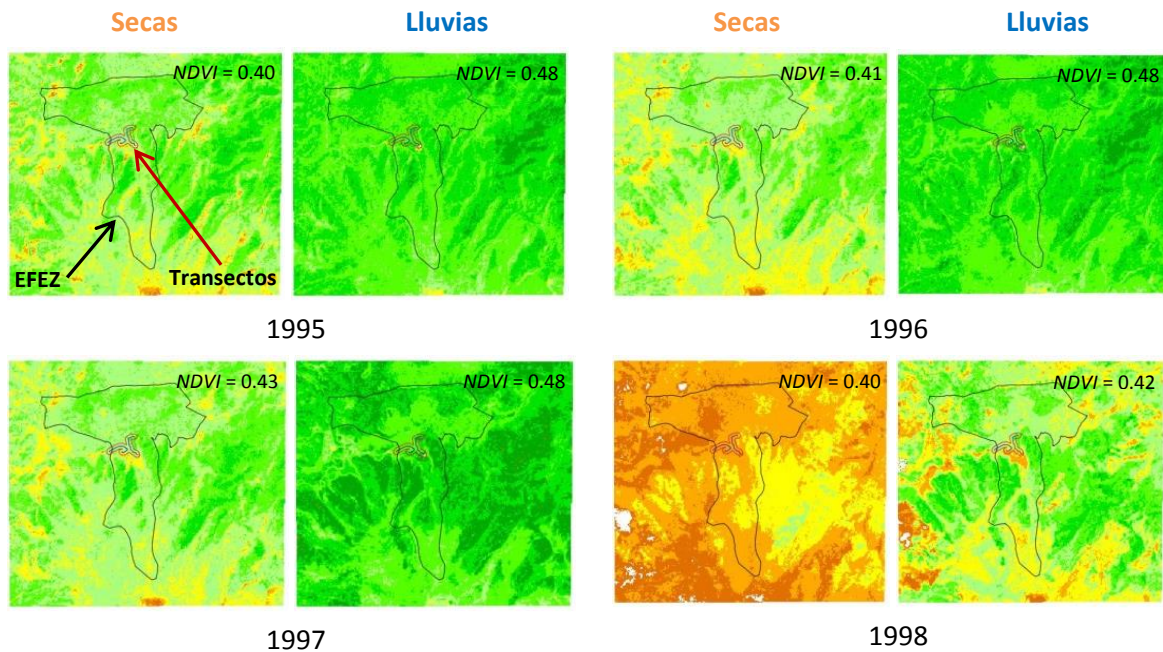 Secas
Lluvias
Secas
Lluvias
NDVI = 0.40
NDVI = 0.48
NDVI = 0.41
NDVI = 0.48
EFEZ
Transectos
1995
1996
NDVI = 0.43
NDVI = 0.48
NDVI = 0.40
NDVI = 0.42
1997
1998